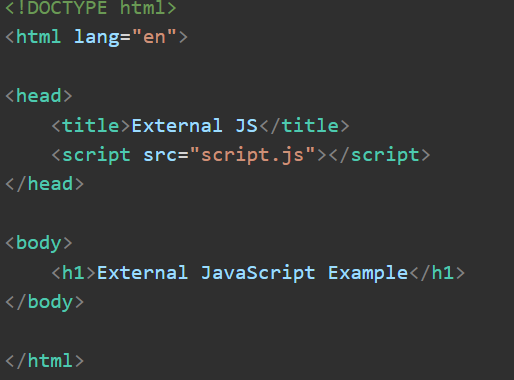 <!DOCTYPE html>
<html lang="en">
<head>
    <title>External JS</title>
    <script src="script.js"></script>
</head>
<body>
    <h1>External JavaScript Example</h1>
</body>
</html>